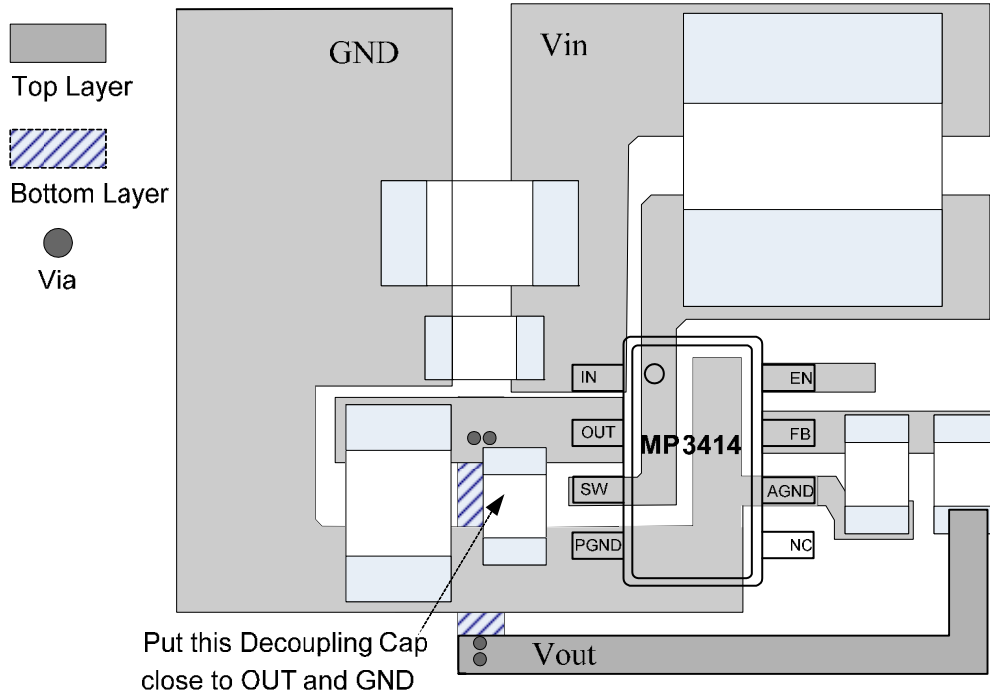 GND
Vin
Top Layer
Bottom Layer
Via
IN
EN
OUT
MP3414
FB
SW
AGND
PGND
NC
Put this Decoupling Cap
close to OUT and GND
Vout